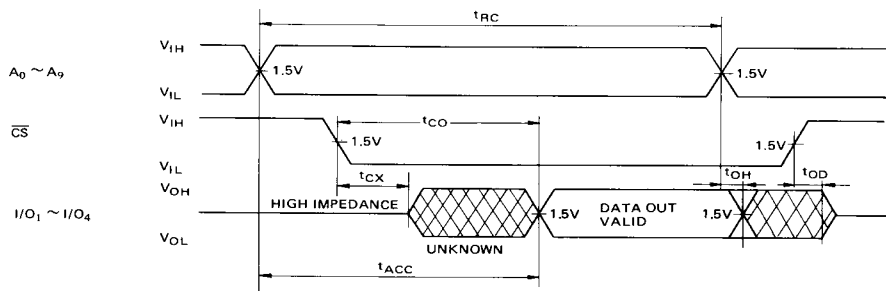 tRC
VIH
A0 ~ A9
1.5V
1.5V
VIL
VIH
tCO
CS
1.5V
1.5V
VIL
tCX
tOH
tOD
VOH
HIGH IMPEDANCE
I/O1 ~ I/O4
1.5V
DATA OUT
VALID
1.5V
VOL
UNKNOWN
tACC